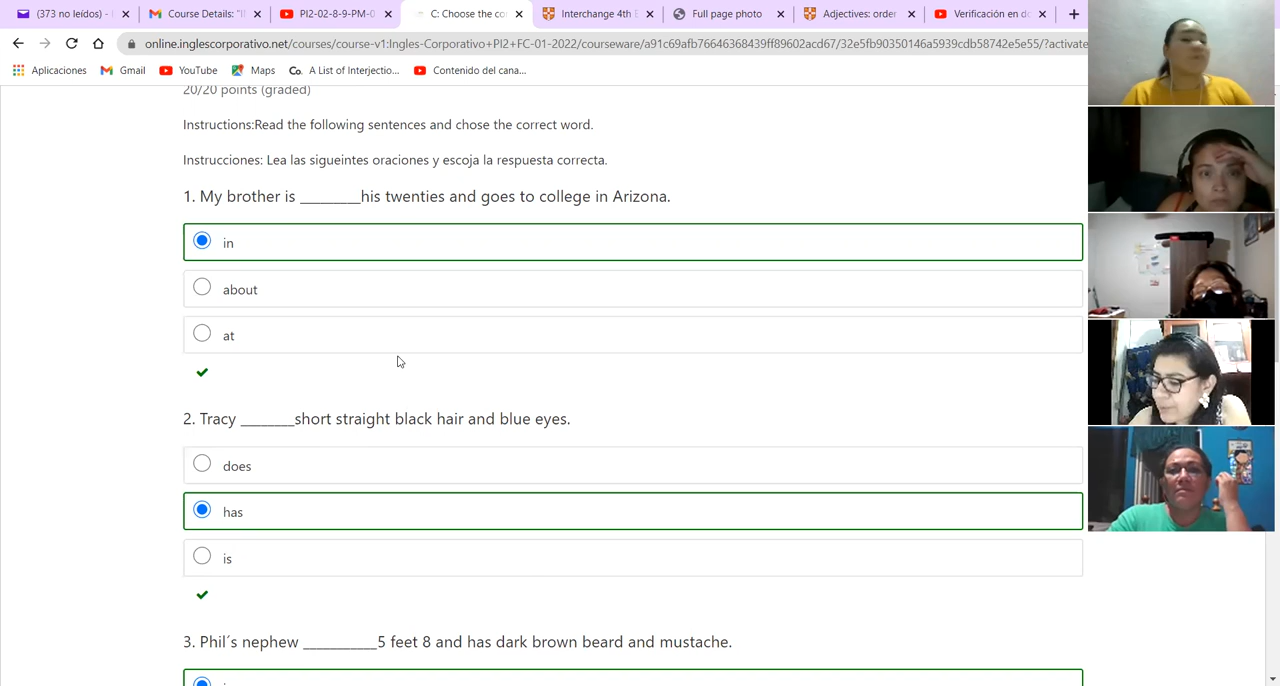 (373 no leídos) - l
Course Details: "I
PI2-02-8-9-PM-0
C: Choose the co
Interchange 4th E
Full page photo
Adjectives: order
Verificación en do
online.inglescorporativo.net/courses/course-v1:Ingles-Corporativo+PI2+FC-01-2022/courseware/a91c69afb76646368439ff89602acd67/32e5fb90350146a5939cdb58742e5e55/?activate
Aplicaciones
Gmail
YouTube
Maps
Co. A List of Interjectio...
Contenido del cana...
20/20 points (graded)
Instructions:Read the following sentences and chose the correct word.
Instrucciones: Lea las sigueintes oraciones y escoja la respuesta correcta.
1. My brother is ________his twenties and goes to college in Arizona.
in
about
at
2. Tracy _______short straight black hair and blue eyes.
does
has
is
3. Phil´s nephew __________5 feet 8 and has dark brown beard and mustache.